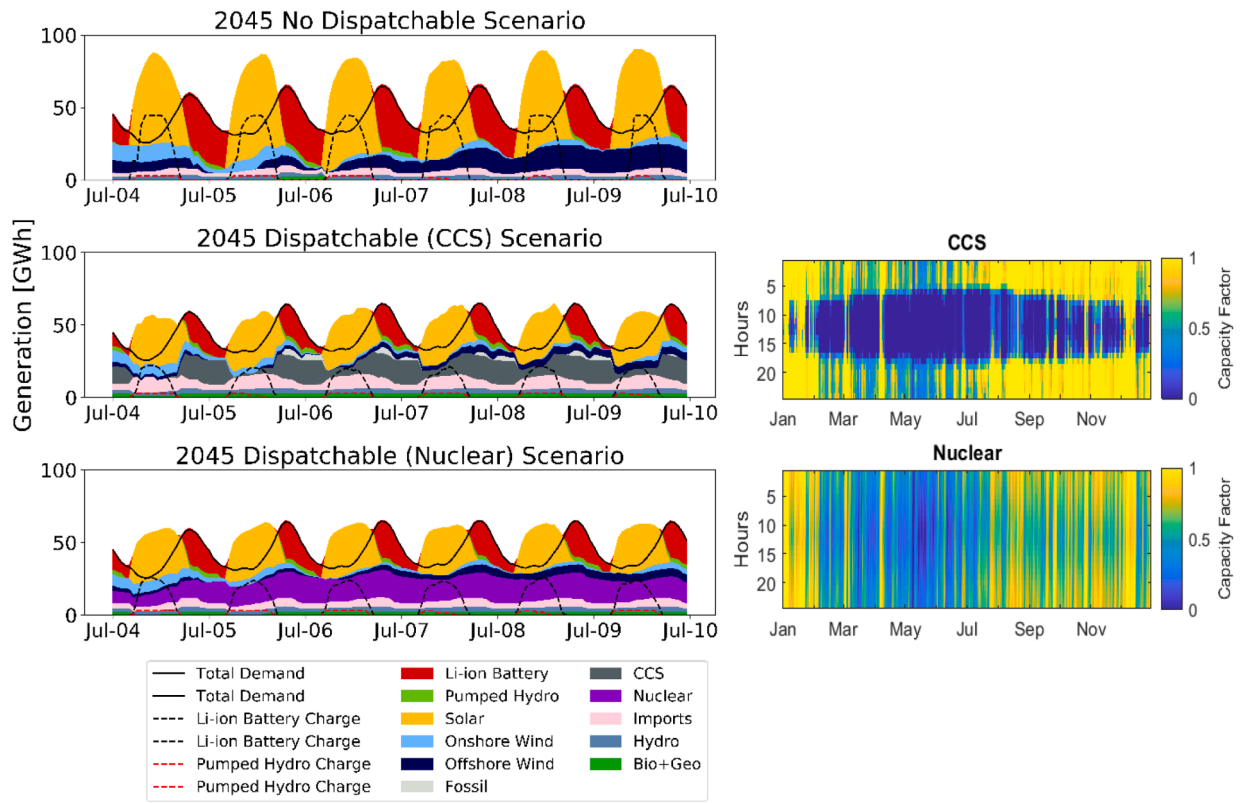 2045 No Dispatchable Scenario
100
50
0
Jul-04 Jul-05 Jul-06 Jul-07 Jul-08 Jul-09 Jul-10
Generation [GWh]
2045 Dispatchable (CCS) Scenario
100
50
0
Jul-04 Jul-05 Jul-06 Jul-07 Jul-08 Jul-09 Jul-10
CCS
Hours
5
10
15
20
Jan Mar May Jul Sep Nov
1
0.5
0
Capacity Factor
2045 Dispatchable (Nuclear) Scenario
100
50
0
Jul-04 Jul-05 Jul-06 Jul-07 Jul-08 Jul-09 Jul-10
Nuclear
Hours
5
10
15
20
Jan Mar May Jul Sep Nov
1
0.5
0
Capacity Factor
Total Demand
Total Demand
Li-ion Battery Charge
Li-ion Battery Charge
Pumped Hydro Charge
Pumped Hydro Charge
Li-ion Battery
Pumped Hydro
Solar
Onshore Wind
Offshore Wind
Fossil
CCS
Nuclear
Imports
Hydro
Bio+Geo